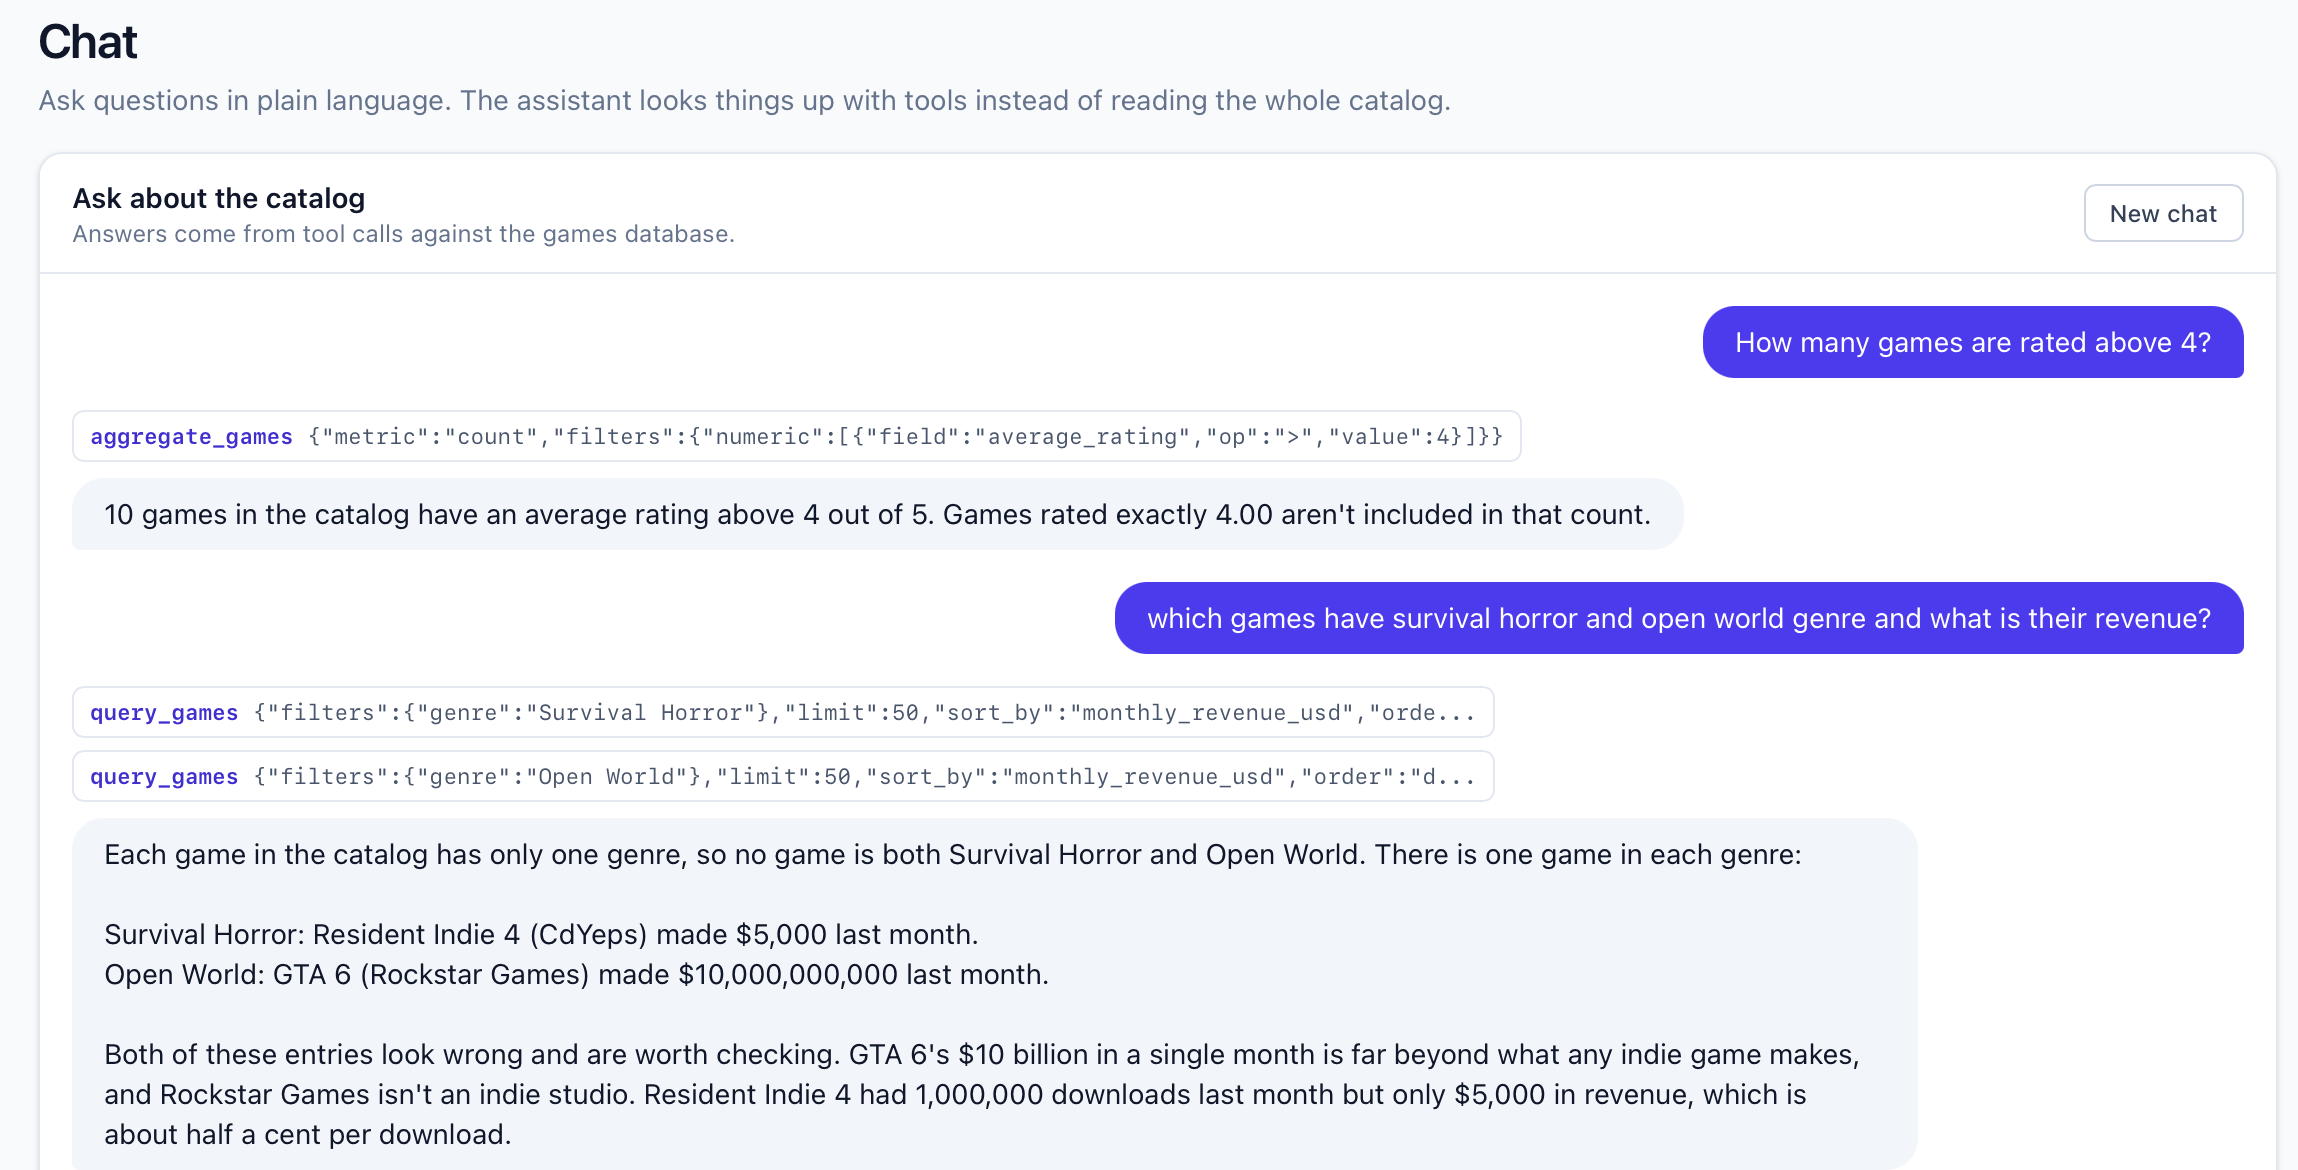 Chat
Ask questions in plain language. The assistant looks things up with tools instead of reading the whole catalog.
Ask about the catalog
Answers come from tool calls against the games database.
New chat
How many games are rated above 4?
aggregate_games {"metric":"count","filters":{"numeric":[{"field":"average_rating","op":">","value":4}]}}
10 games in the catalog have an average rating above 4 out of 5. Games rated exactly 4.00 aren't included in that count.
which games have survival horror and open world genre and what is their revenue?
query_games {"filters":{"genre":"Survival Horror"},"limit":50,"sort_by":"monthly_revenue_usd","orde...
query_games {"filters":{"genre":"Open World"},"limit":50,"sort_by":"monthly_revenue_usd","order":"d...
Each game in the catalog has only one genre, so no game is both Survival Horror and Open World. There is one game in each genre:
Survival Horror: Resident Indie 4 (CdYeps) made $5,000 last month.
Open World: GTA 6 (Rockstar Games) made $10,000,000,000 last month.
Both of these entries look wrong and are worth checking. GTA 6's $10 billion in a single month is far beyond what any indie game makes,
and Rockstar Games isn't an indie studio. Resident Indie 4 had 1,000,000 downloads last month but only $5,000 in revenue, which is
about half a cent per download.